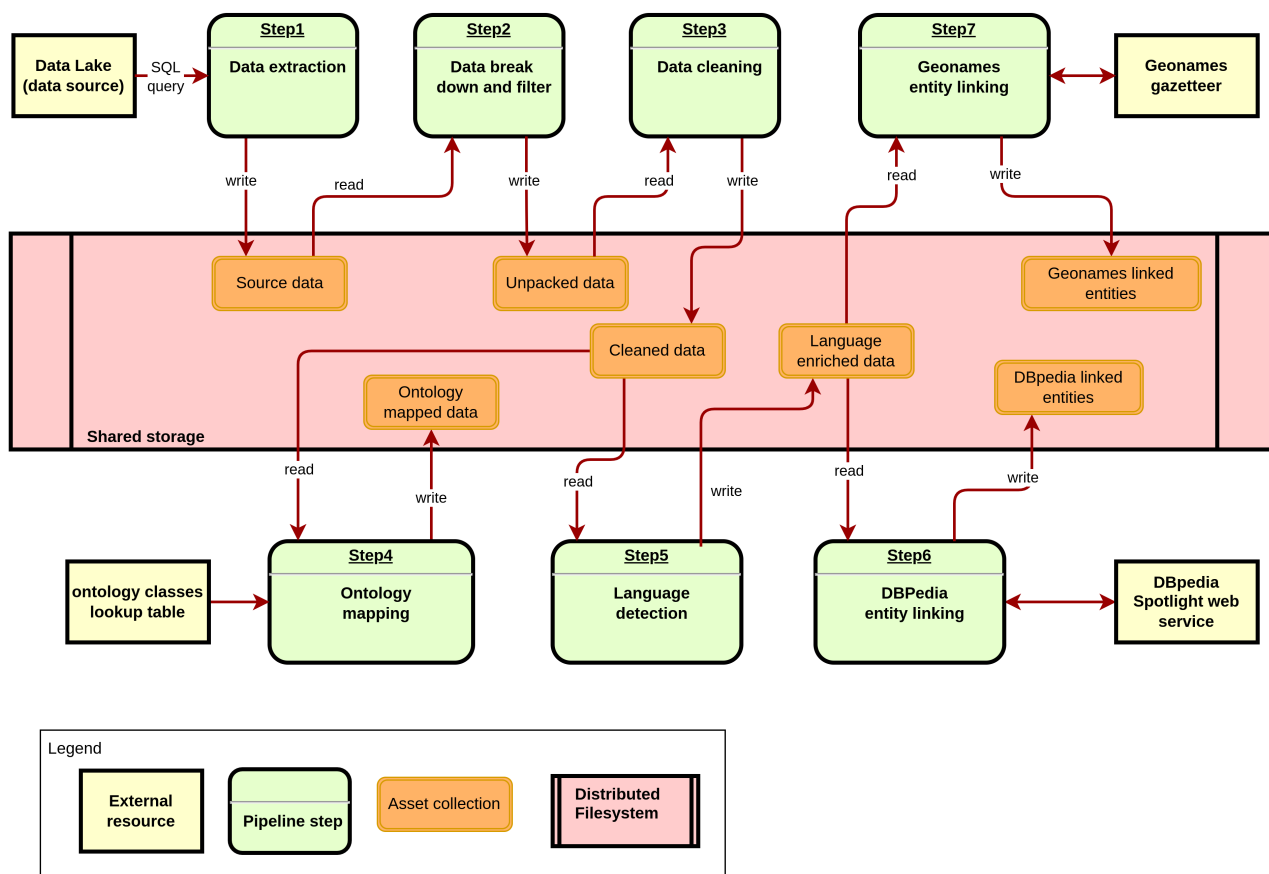 Step1
Data extraction
Step2
Data break
down and filter
Step3
Data cleaning
Step7
Geonames
entity linking
Data Lake
(data source)
SQL
query
Geonames
gazetteer
write
read
write
read
write
read
write
Source data
Unpacked data
Geonames linked
entities
Cleaned data
Language
enriched data
Ontology
mapped data
DBpedia linked
entities
Shared storage
read
write
read
write
read
write
Step4
Ontology
mapping
Step5
Language
detection
Step6
DBPedia
entity linking
ontology classes
lookup table
DBpedia
Spotlight web
service
Legend
External
resource
Pipeline step
Asset collection
Distributed
Filesystem